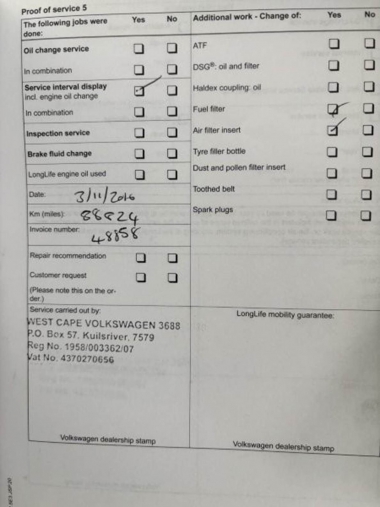 Proof of service 5
The following jobs were done: Yes No
Additional work - Change of: Yes No
Oil change service
In combination
Service interval display
incl. engine oil change
In combination
Inspection service
Brake fluid change
LongLife engine oil used
Date: 3/11/2016
Km (miles): 88824
Invoice number:
48858
Repair recommendation
Customer request
(Please note this on the or-
der.)
ATF
DSG®: oil and filter
Haldex coupling: oil
Fuel filter
Air filter insert
Tyre filler bottle
Dust and pollen filter insert
Toothed belt
Spark plugs
Service carried out by:
WEST CAPE VOLKSWAGEN 3688
P.O. Box 57, Kuilsriver, 7579
Reg No. 1958/003362/07
Vat No. 4370270656
Volkswagen dealership stamp
LongLife mobility guarantee:
Volkswagen dealership stamp